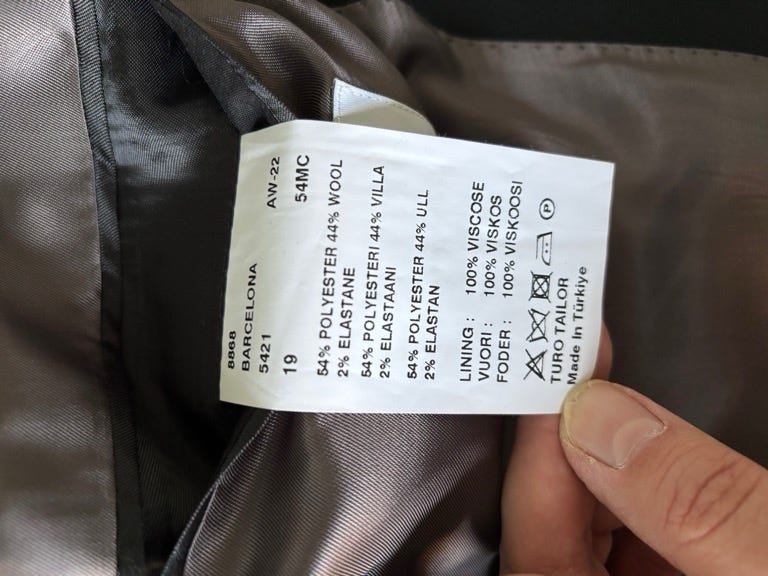 8868
BARCELONA AW-22
5421
19 54MC
54% POLYESTER 44% WOOL
2% ELASTANE
54% POLYESTERI 44% VILLA
2% ELASTAANI
54% POLYESTER 44% ULL
2% ELASTAN
LINING : 100% VISCOSE
VUORI : 100% VISKOS
FODER : 100% VISKOOSI
P
TURO TAILOR
Made In Türkiye